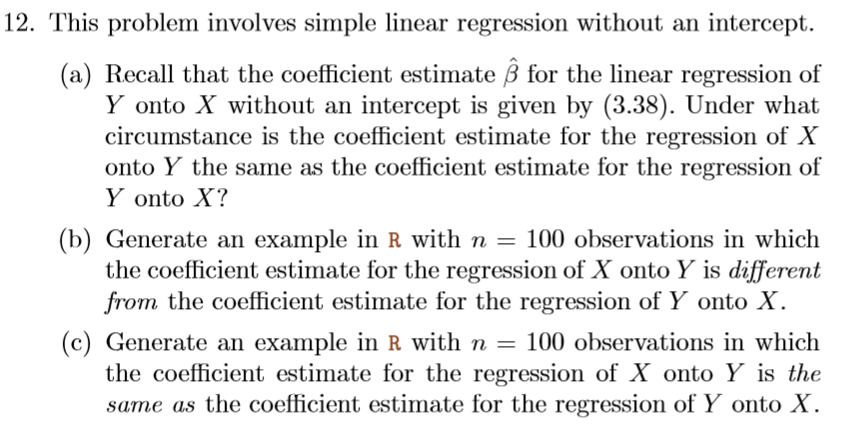 12. This problem involves simple linear regression without an intercept.
(a) Recall that the coefficient estimate β̂ for the linear regression of
Y onto X without an intercept is given by (3.38). Under what
circumstance is the coefficient estimate for the regression of X
onto Y the same as the coefficient estimate for the regression of
Y onto X?
(b) Generate an example in R with n = 100 observations in which
the coefficient estimate for the regression of X onto Y is different
from the coefficient estimate for the regression of Y onto X.
(c) Generate an example in R with n = 100 observations in which
the coefficient estimate for the regression of X onto Y is the
same as the coefficient estimate for the regression of Y onto X.